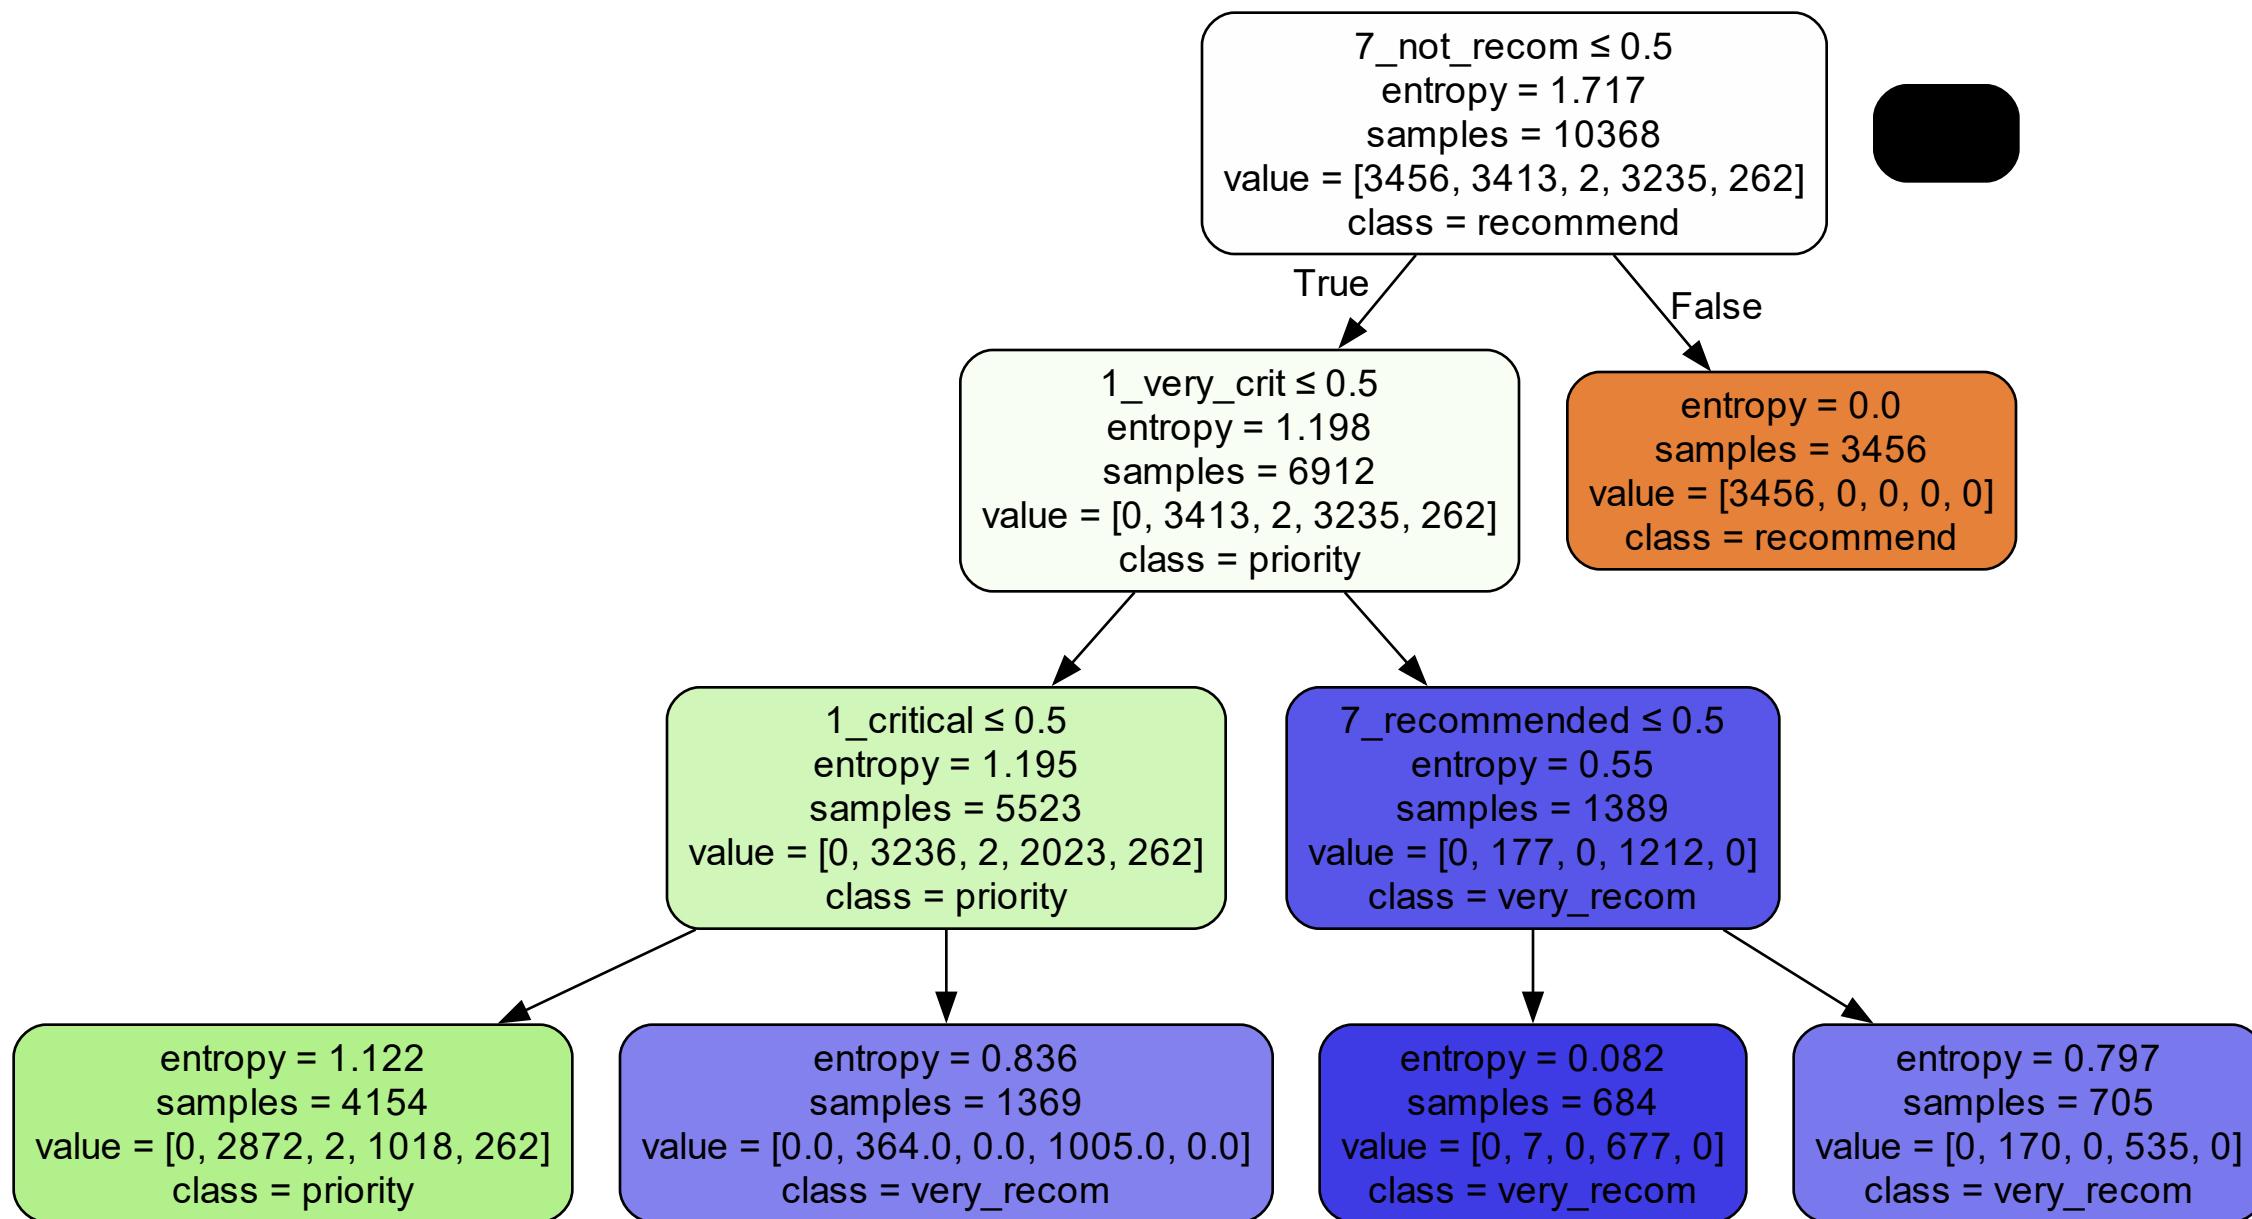 7_not_recom ≤ 0.5
entropy = 1.717
samples = 10368
value = [3456, 3413, 2, 3235, 262]
class = recommend
True
False
1_very_crit ≤ 0.5
entropy = 1.198
samples = 6912
value = [0, 3413, 2, 3235, 262]
class = priority
entropy = 0.0
samples = 3456
value = [3456, 0, 0, 0, 0]
class = recommend
1_critical ≤ 0.5
entropy = 1.195
samples = 5523
value = [0, 3236, 2, 2023, 262]
class = priority
7_recommended ≤ 0.5
entropy = 0.55
samples = 1389
value = [0, 177, 0, 1212, 0]
class = very_recom
entropy = 1.122
samples = 4154
value = [0, 2872, 2, 1018, 262]
class = priority
entropy = 0.836
samples = 1369
value = [0.0, 364.0, 0.0, 1005.0, 0.0]
class = very_recom
entropy = 0.082
samples = 684
value = [0, 7, 0, 677, 0]
class = very_recom
entropy = 0.797
samples = 705
value = [0, 170, 0, 535, 0]
class = very_recom